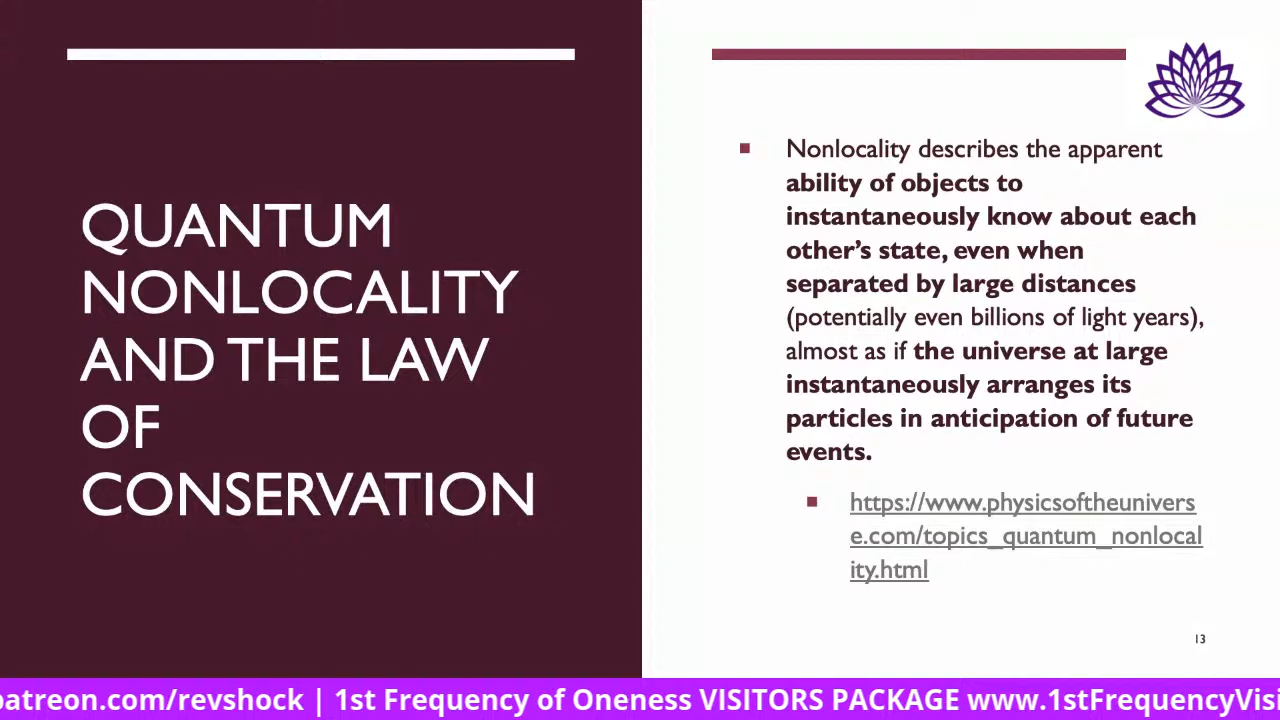 QUANTUM
NONLOCALITY
AND THE LAW
OF
CONSERVATION
Nonlocality describes the apparent
ability of objects to
instantaneously know about each
other's state, even when
separated by large distances
(potentially even billions of light years),
almost as if the universe at large
instantaneously arranges its
particles in anticipation of future
events.
https://www.physicsoftheunivers
e.com/topics_quantum_nonlocal
ity.html
13
patreon.com/revshock | 1st Frequency of Oneness VISITORS PACKAGE www.1stFrequencyVisi